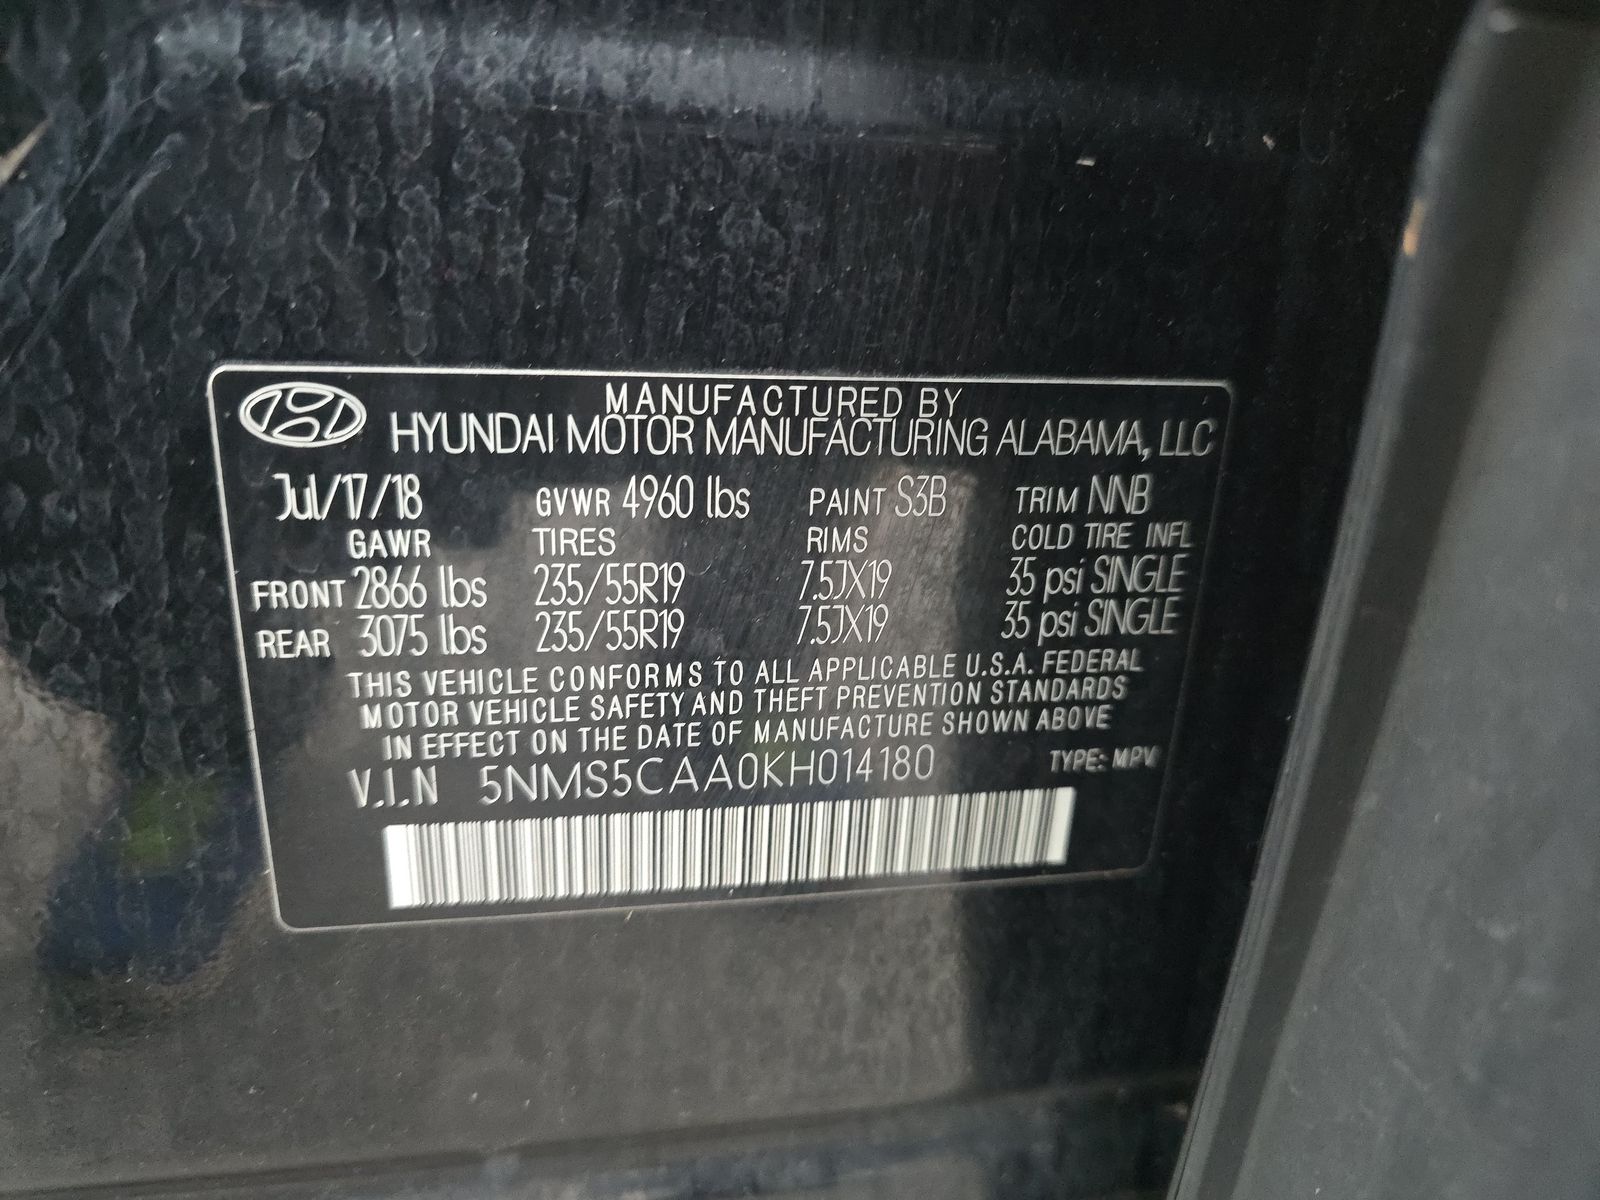 MANUFACTURED BY
HYUNDAI MOTOR MANUFACTURING ALABAMA, LLC
Jul/17/18 GVWR 4960 lbs PAINT S3B TRIM NNB
GAWR TIRES RIMS COLD TIRE INFL
FRONT 2866 lbs 235/55R19 7.5JX19 35 psi SINGLE
REAR 3075 lbs 235/55R19 7.5JX19 35 psi SINGLE
THIS VEHICLE CONFORMS TO ALL APPLICABLE U.S.A. FEDERAL
MOTOR VEHICLE SAFETY AND THEFT PREVENTION STANDARDS
IN EFFECT ON THE DATE OF MANUFACTURE SHOWN ABOVE
V.I.N 5NMS5CAA0KH014180 TYPE: MPV